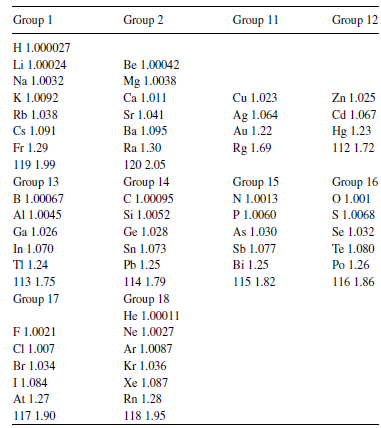 Group 1 Group 2 Group 11 Group 12
H 1.000027
Li 1.00024 Be 1.00042
Na 1.0032 Mg 1.0038
K 1.0092 Ca 1.011 Cu 1.023 Zn 1.025
Rb 1.038 Sr 1.041 Ag 1.064 Cd 1.067
Cs 1.091 Ba 1.095 Au 1.22 Hg 1.23
Fr 1.29 Ra 1.30 Rg 1.69 112 1.72
119 1.99 120 2.05
Group 13 Group 14 Group 15 Group 16
B 1.00067 C 1.00095 N 1.0013 O 1.001
Al 1.0045 Si 1.0052 P 1.0060 S 1.0068
Ga 1.026 Ge 1.028 As 1.030 Se 1.032
In 1.070 Sn 1.073 Sb 1.077 Te 1.080
Tl 1.24 Pb 1.25 Bi 1.25 Po 1.26
113 1.75 114 1.79 115 1.82 116 1.86
Group 17 Group 18
He 1.00011
F 1.0021 Ne 1.0027
Cl 1.007 Ar 1.0087
Br 1.034 Kr 1.036
I 1.084 Xe 1.087
At 1.27 Rn 1.28
117 1.90 118 1.95